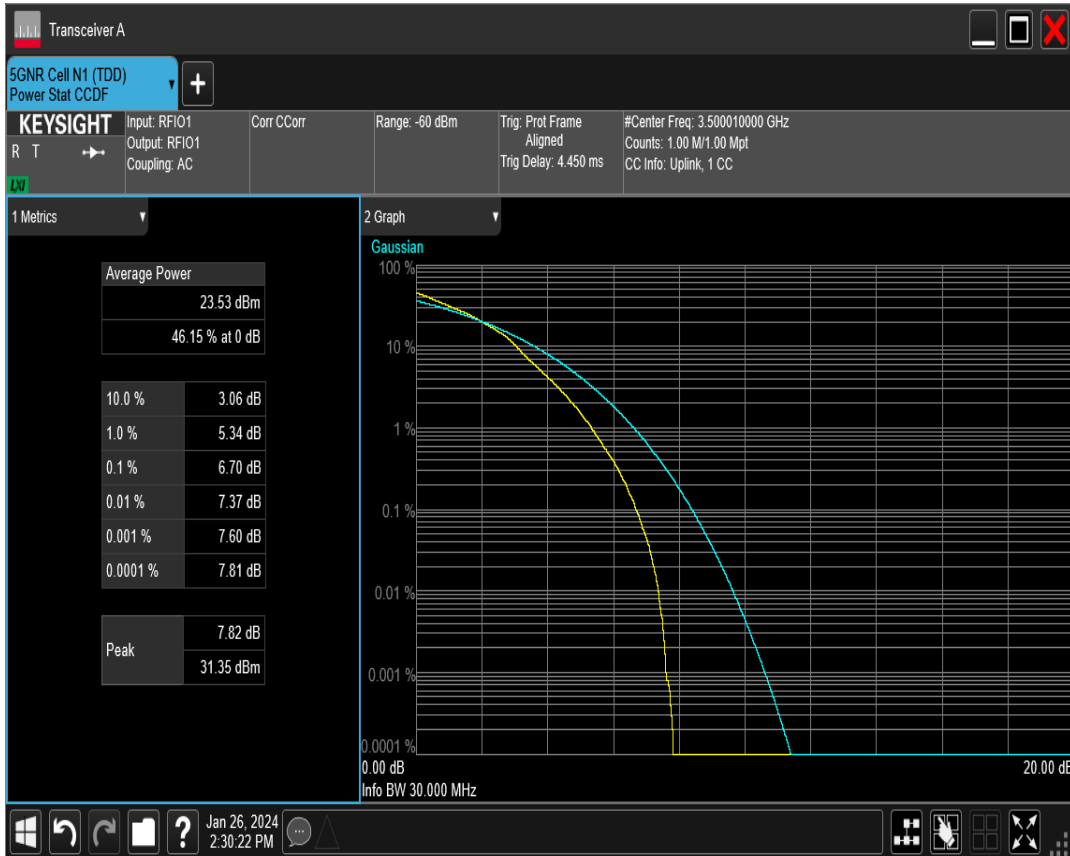 Transceiver A
5GNR Cell N1 (TDD)
Power Stat CCDF
+
KEYSIGHT
R T
LXI
Input: RFIO1
Output: RFIO1
Coupling: AC
Corr CCorr
Range: -60 dBm
Trig: Prot Frame
Aligned
Trig Delay: 4.450 ms
#Center Freq: 3.500010000 GHz
Counts: 1.00 M/1.00 Mpt
CC Info: Uplink, 1 CC
1 Metrics
Average Power
23.53 dBm
46.15 % at 0 dB
10.0 % 3.06 dB
1.0 % 5.34 dB
0.1 % 6.70 dB
0.01 % 7.37 dB
0.001 % 7.60 dB
0.0001 % 7.81 dB
Peak
7.82 dB
31.35 dBm
2 Graph
Gaussian
100 %
10 %
1 %
0.1 %
0.01 %
0.001 %
0.0001 %
0.00 dB 20.00 dB
Info BW 30.000 MHz
?
Jan 26, 2024
2:30:22 PM